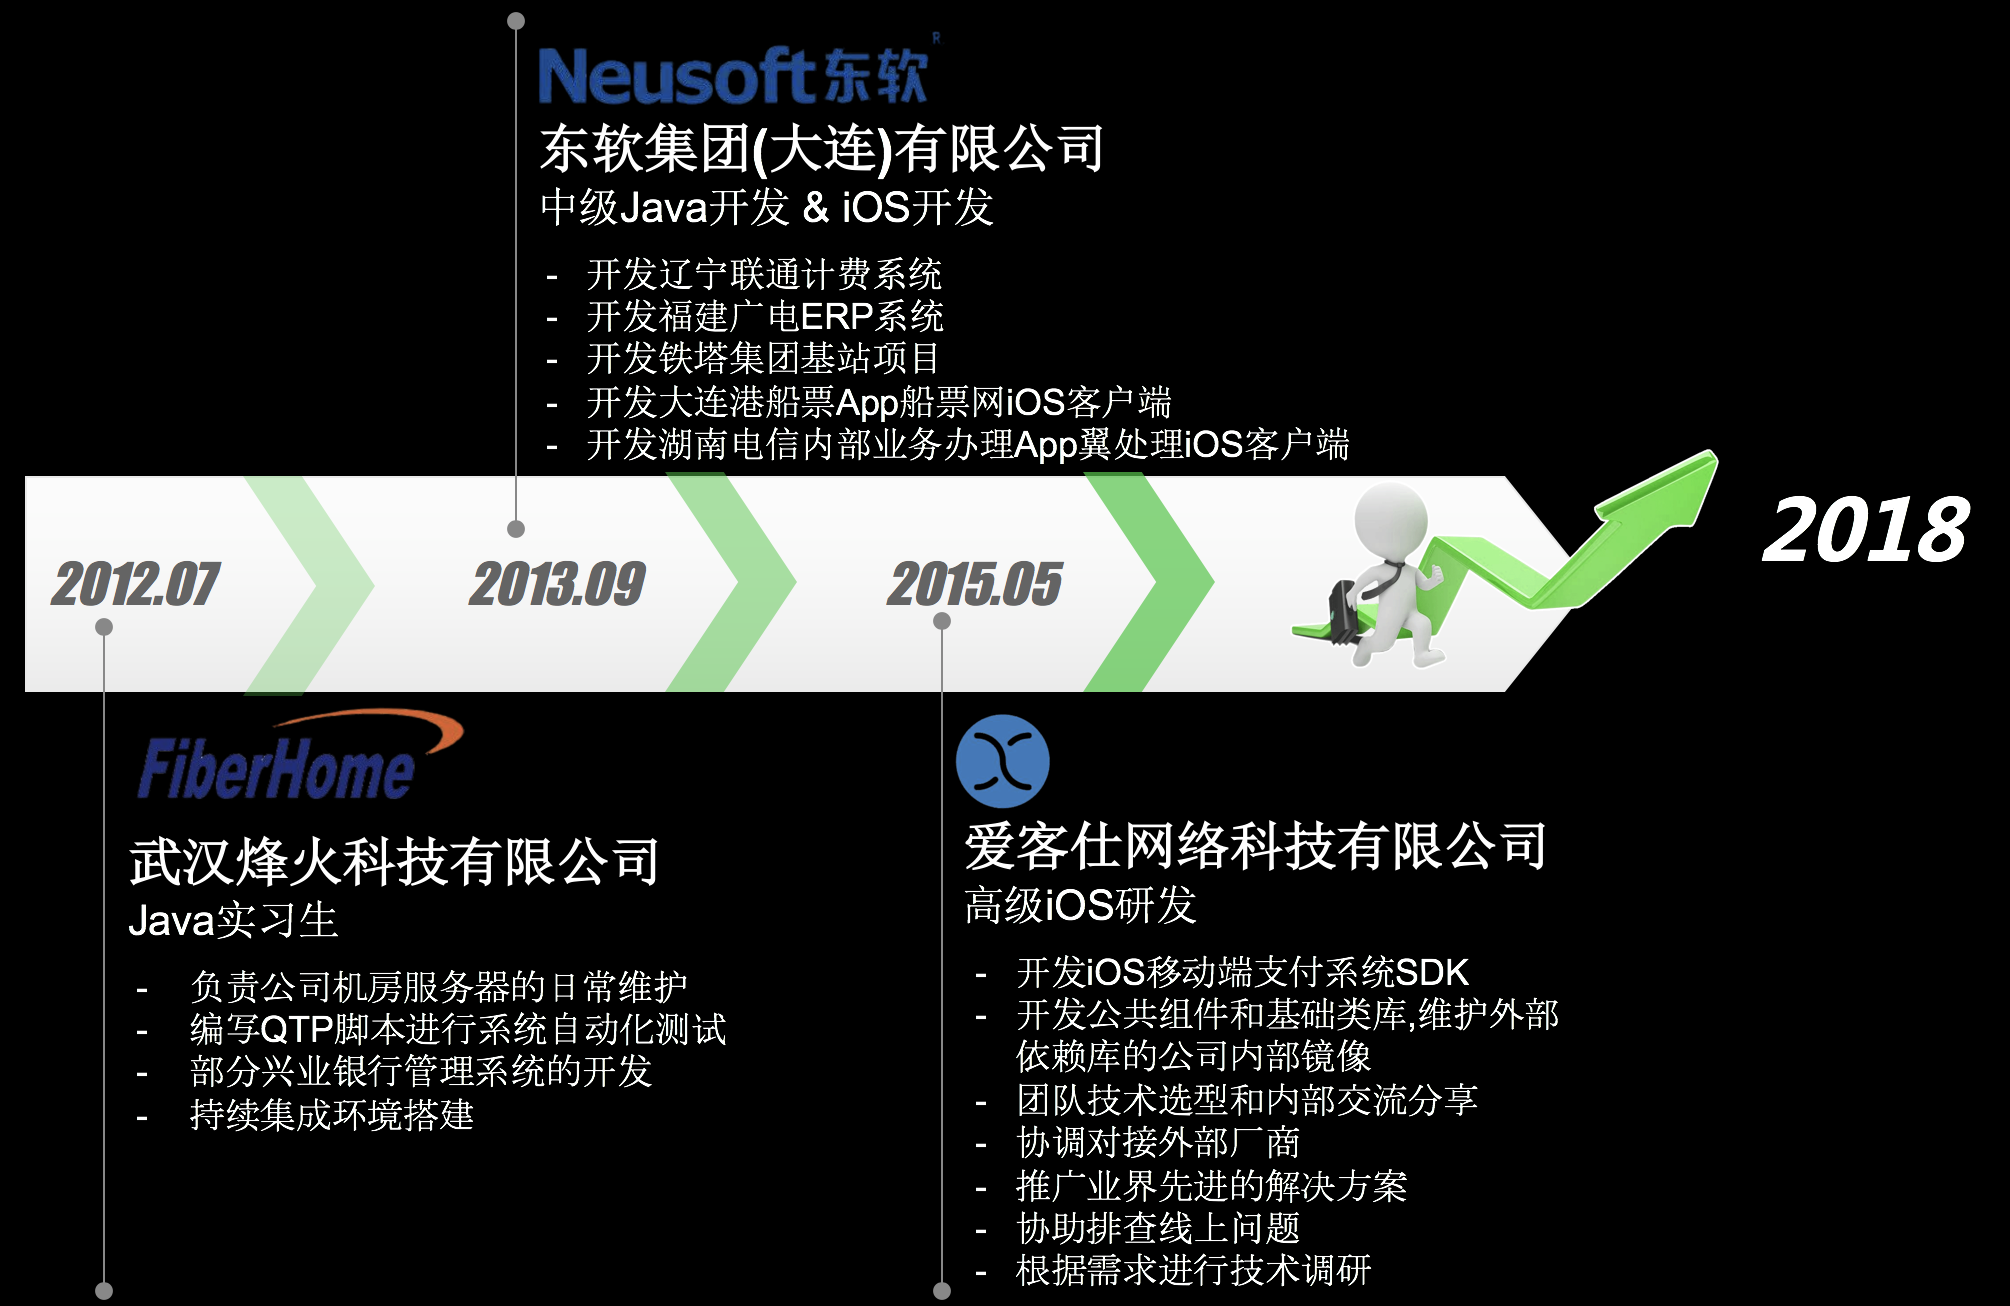 Neusoft 东软 R
东软集团(大连)有限公司
中级Java开发 & iOS开发
- 开发辽宁联通计费系统
- 开发福建广电ERP系统
- 开发铁塔集团基站项目
- 开发大连港船票App船票网iOS客户端
- 开发湖南电信内部业务办理App翼处理iOS客户端
2012.07
2013.09
2015.05
2018
FiberHome
武汉烽火科技有限公司
Java实习生
- 负责公司机房服务器的日常维护
- 编写QTP脚本进行系统自动化测试
- 部分兴业银行管理系统的开发
- 持续集成环境搭建
爱客仕网络科技有限公司
高级iOS研发
- 开发iOS移动端支付系统SDK
- 开发公共组件和基础类库,维护外部
依赖库的公司内部镜像
- 团队技术选型和内部交流分享
- 协调对接外部厂商
- 推广业界先进的解决方案
- 协助排查线上问题
- 根据需求进行技术调研